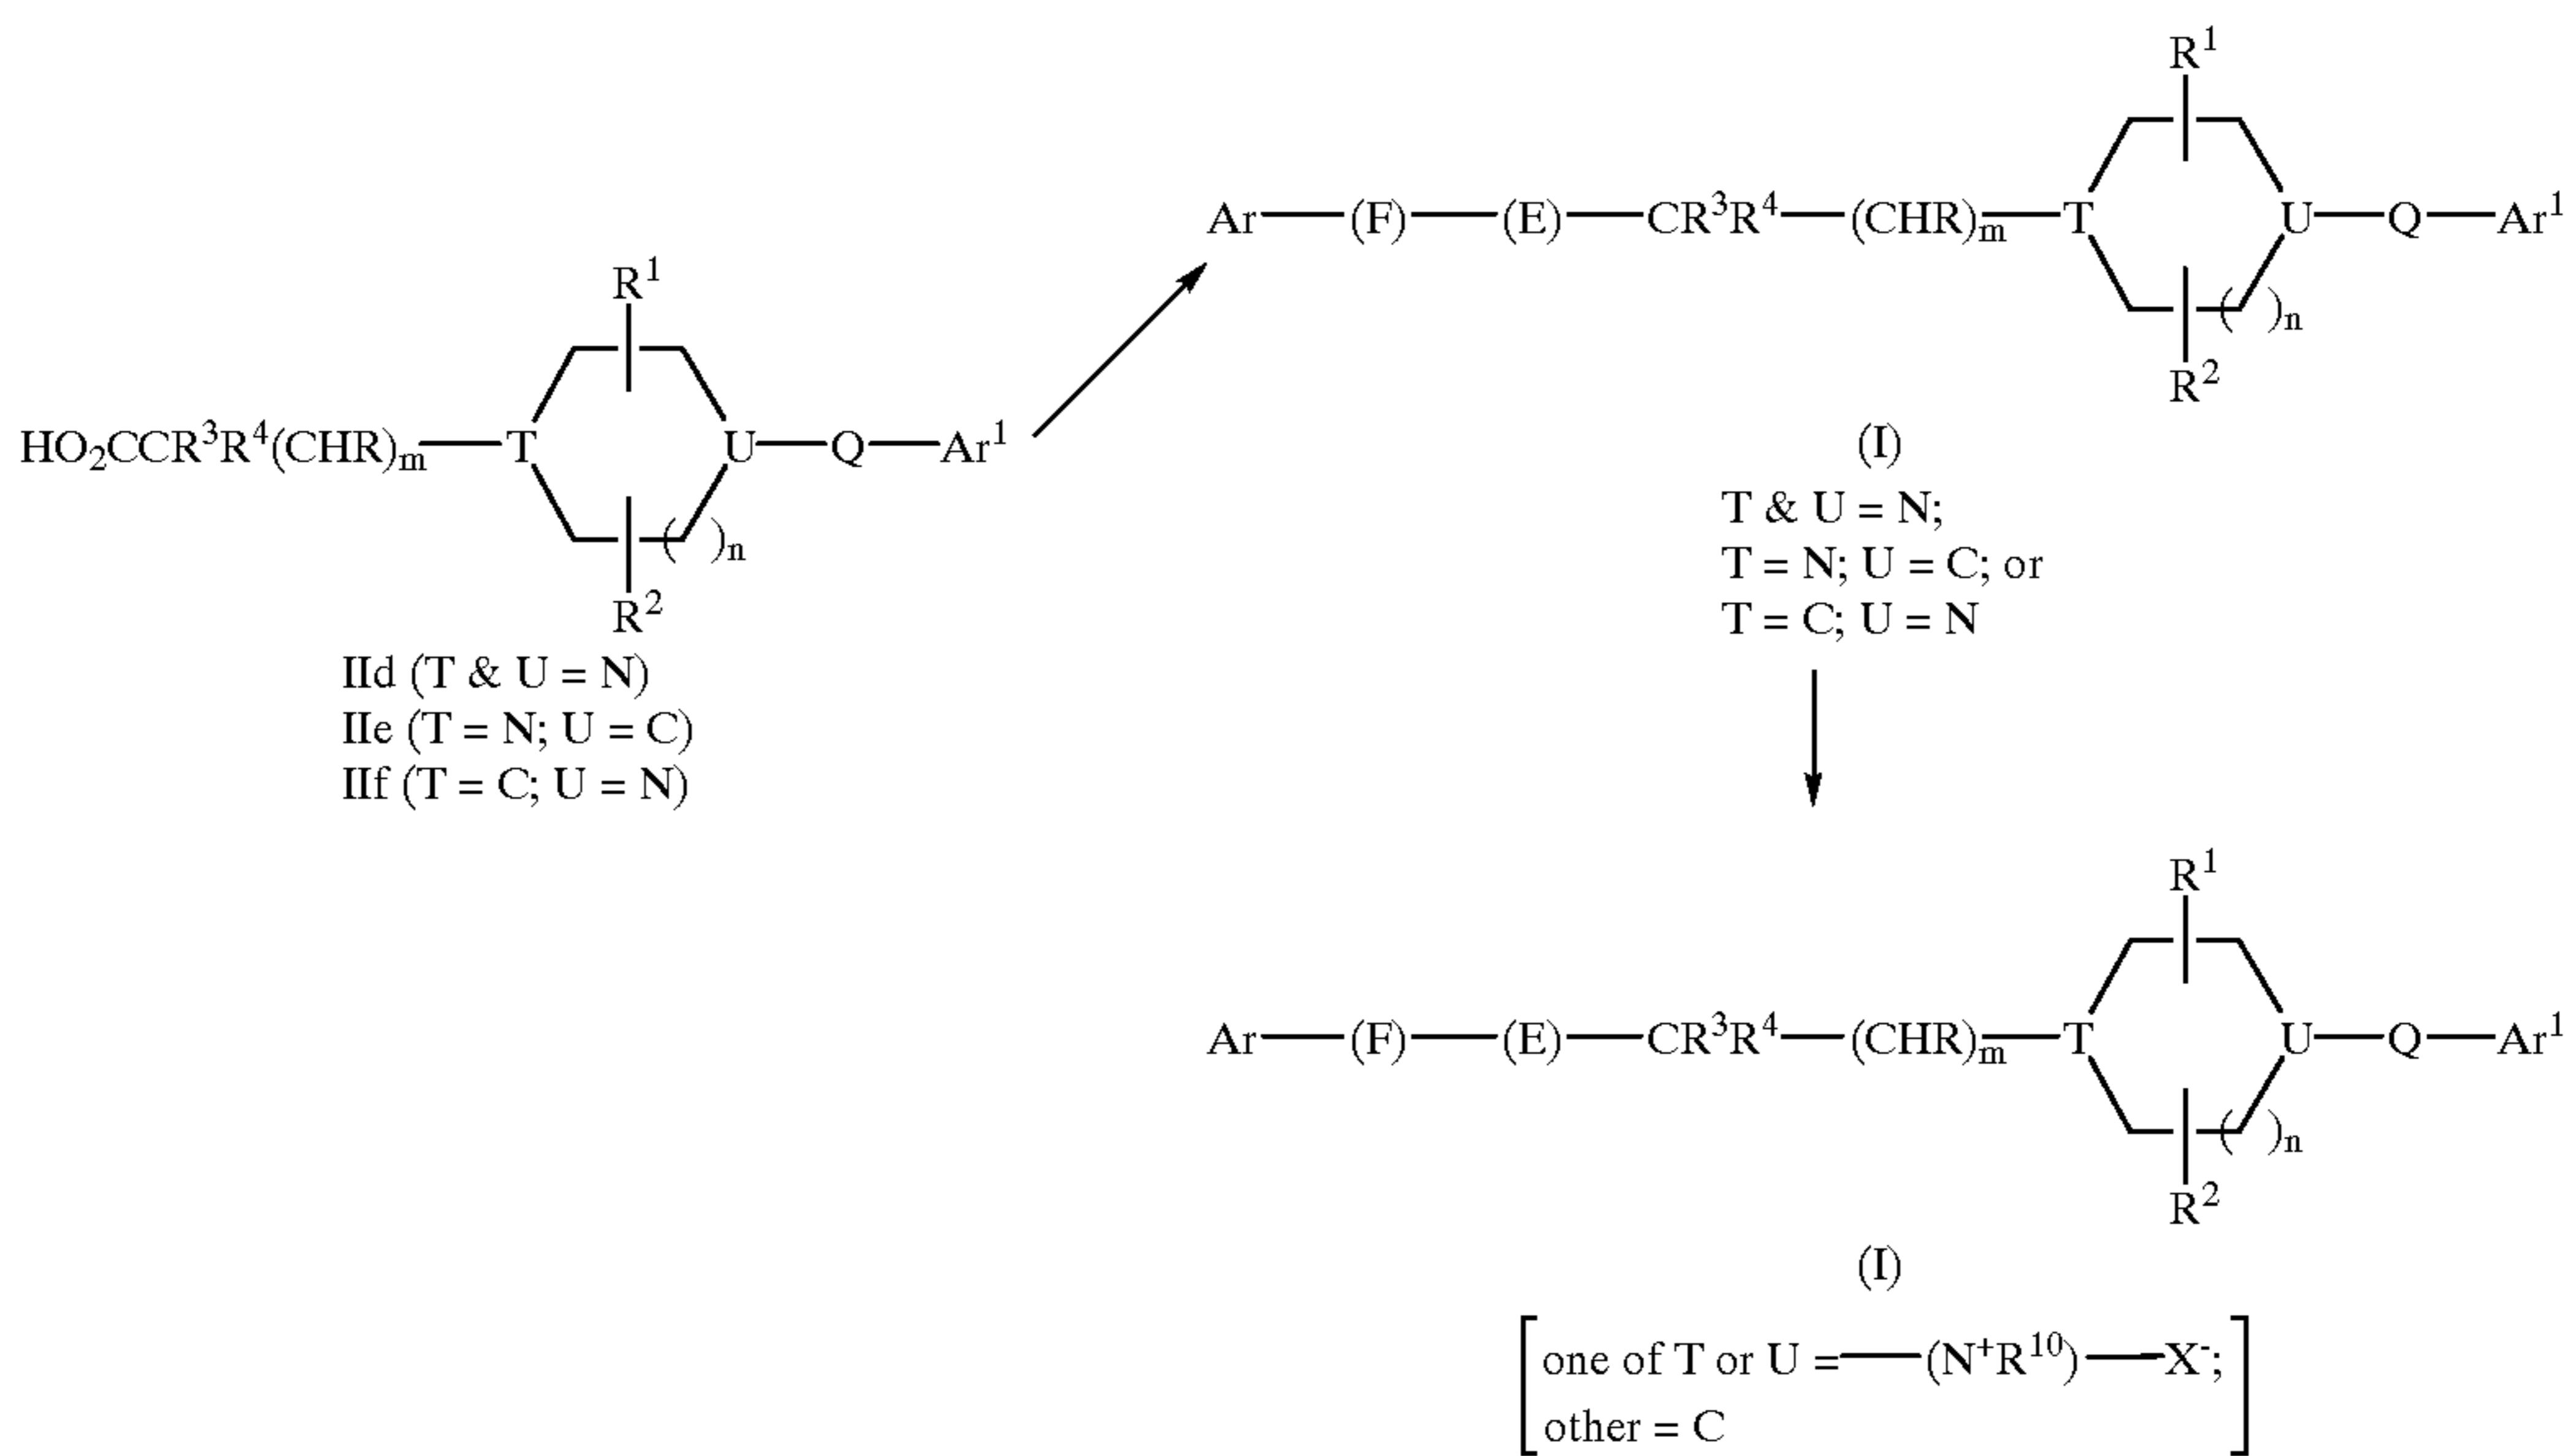 R¹
HO₂CCR³R⁴(CHR)ₘ—T U—Q—Ar¹
( )ₙ
R²
IId (T & U = N)
IIe (T = N; U = C)
IIf (T = C; U = N)
R¹
Ar—(F)—(E)—CR³R⁴—(CHR)ₘ—T U—Q—Ar¹
( )ₙ
R²
(I)
T & U = N;
T = N; U = C; or
T = C; U = N
R¹
Ar—(F)—(E)—CR³R⁴—(CHR)ₘ—T U—Q—Ar¹
( )ₙ
R²
(I)
one of T or U =—(N⁺R¹⁰)—X⁻;
other = C